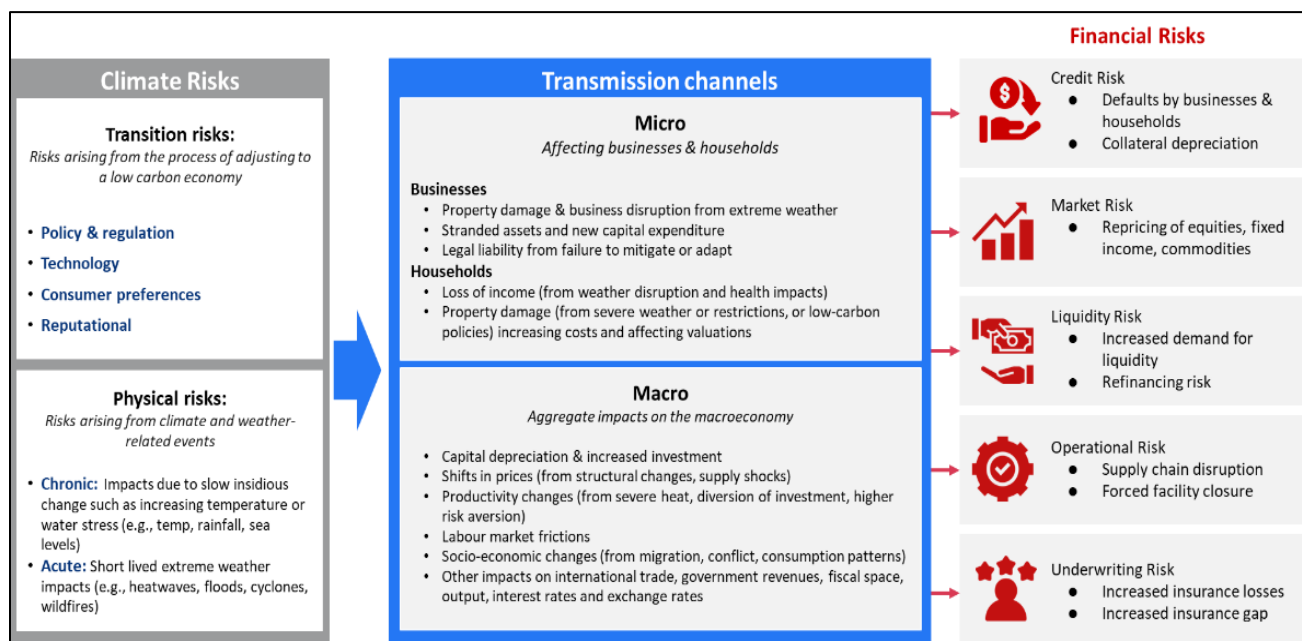 Financial Risks
Climate Risks
Transition risks:
Risks arising from the process of adjusting to
a low carbon economy
• Policy & regulation
• Technology
• Consumer preferences
• Reputational
Physical risks:
Risks arising from climate and weather-
related events
• Chronic: Impacts due to slow insidious
change such as increasing temperature or
water stress (e.g., temp, rainfall, sea
levels)
• Acute: Short lived extreme weather
impacts (e.g., heatwaves, floods, cyclones,
wildfires)
Transmission channels
Micro
Affecting businesses & households
Businesses
• Property damage & business disruption from extreme weather
• Stranded assets and new capital expenditure
• Legal liability from failure to mitigate or adapt
Households
• Loss of income (from weather disruption and health impacts)
• Property damage (from severe weather or restrictions, or low-carbon
policies) increasing costs and affecting valuations
Macro
Aggregate impacts on the macroeconomy
• Capital depreciation & increased investment
• Shifts in prices (from structural changes, supply shocks)
• Productivity changes (from severe heat, diversion of investment, higher
risk aversion)
• Labour market frictions
• Socio-economic changes (from migration, conflict, consumption patterns)
• Other impacts on international trade, government revenues, fiscal space,
output, interest rates and exchange rates
$
Credit Risk
● Defaults by businesses &
households
● Collateral depreciation
Market Risk
● Repricing of equities, fixed
income, commodities
Liquidity Risk
● Increased demand for
liquidity
● Refinancing risk
Operational Risk
● Supply chain disruption
● Forced facility closure
Underwriting Risk
● Increased insurance losses
● Increased insurance gap